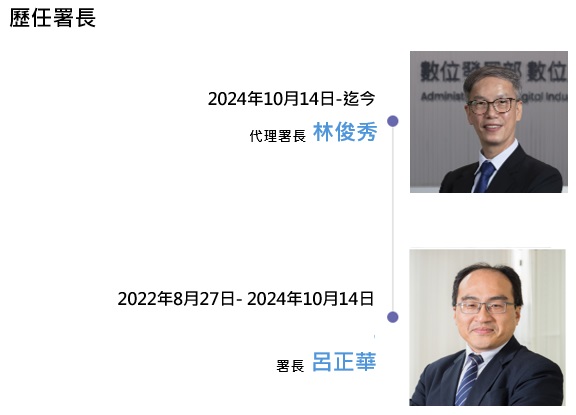 歷任署長
2024年10月14日-迄今
代理署長 林俊秀
數位發展部 數位
Administ
igital Indu
2022年8月27日- 2024年10月14日
署長 呂正華